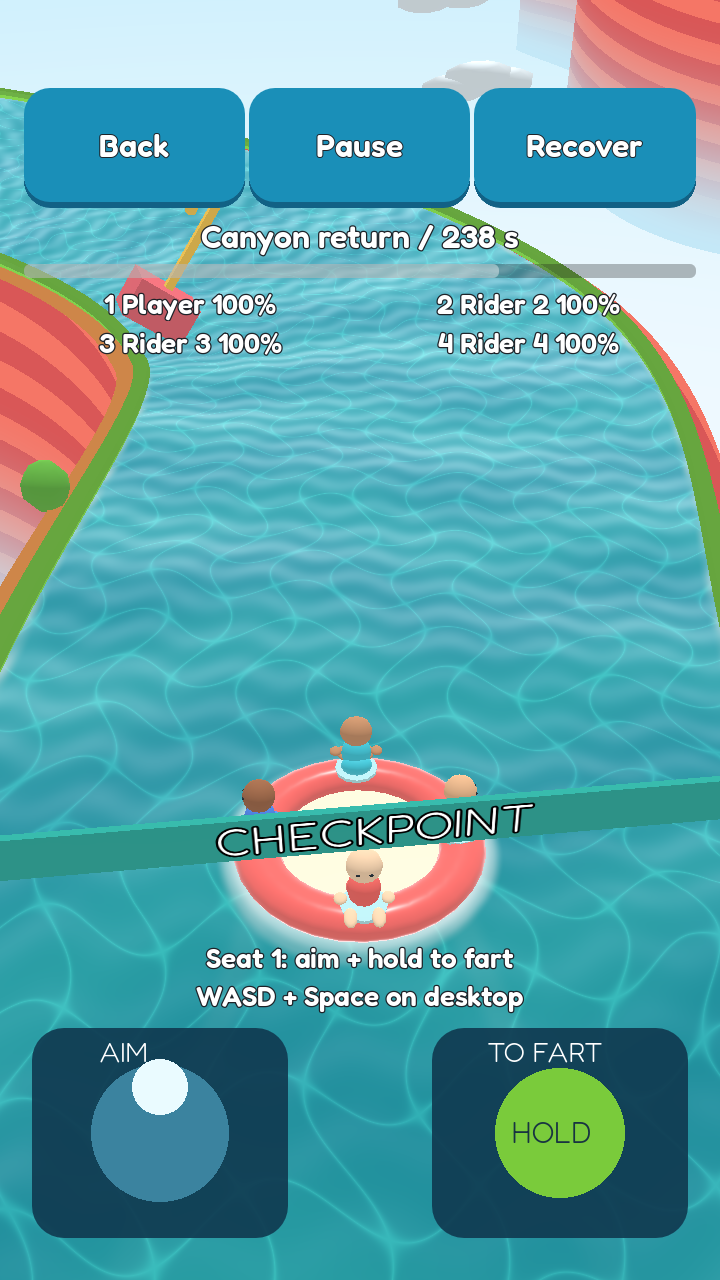 Back
Pause
Recover
Canyon return / 238 s
1 Player 100%
2 Rider 2 100%
3 Rider 3 100%
4 Rider 4 100%
CHECKPOINT
Seat 1: aim + hold to fart
WASD + Space on desktop
AIM
TO FART
HOLD